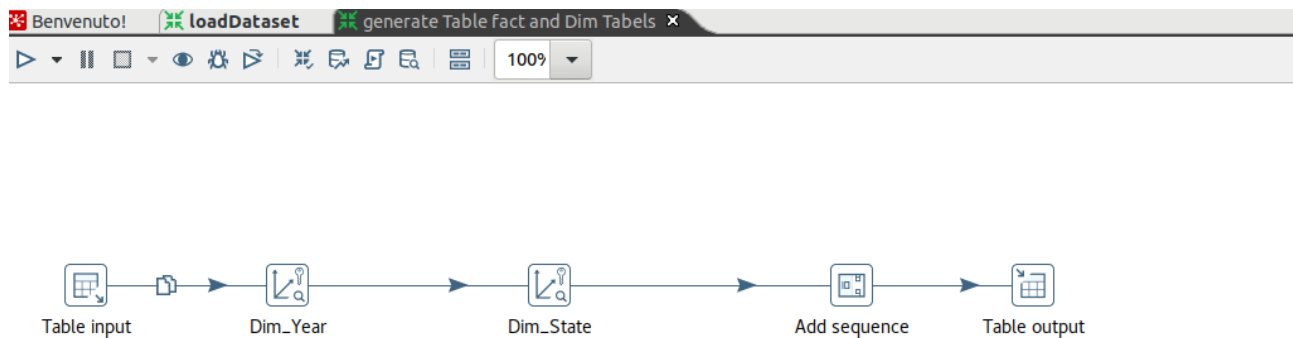 Benvenuto! loadDataset generate Table fact and Dim Tabels ×
100%
Table input Dim_Year Dim_State Add sequence Table output